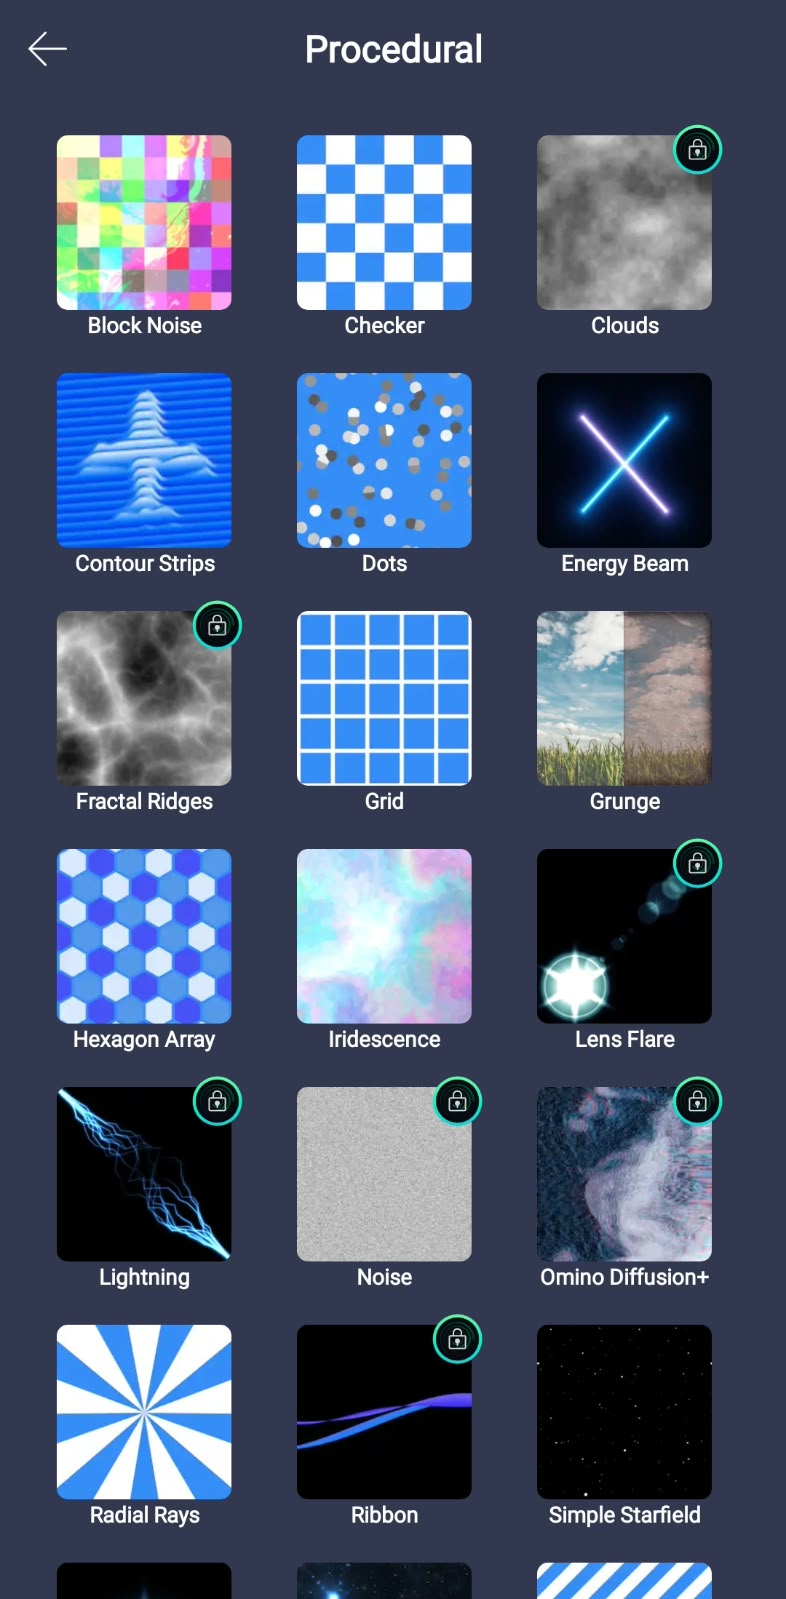 Procedural
Block Noise
Checker
Clouds
Contour Strips
Dots
Energy Beam
Fractal Ridges
Grid
Grunge
Hexagon Array
Iridescence
Lens Flare
Lightning
Noise
Omino Diffusion+
Radial Rays
Ribbon
Simple Starfield